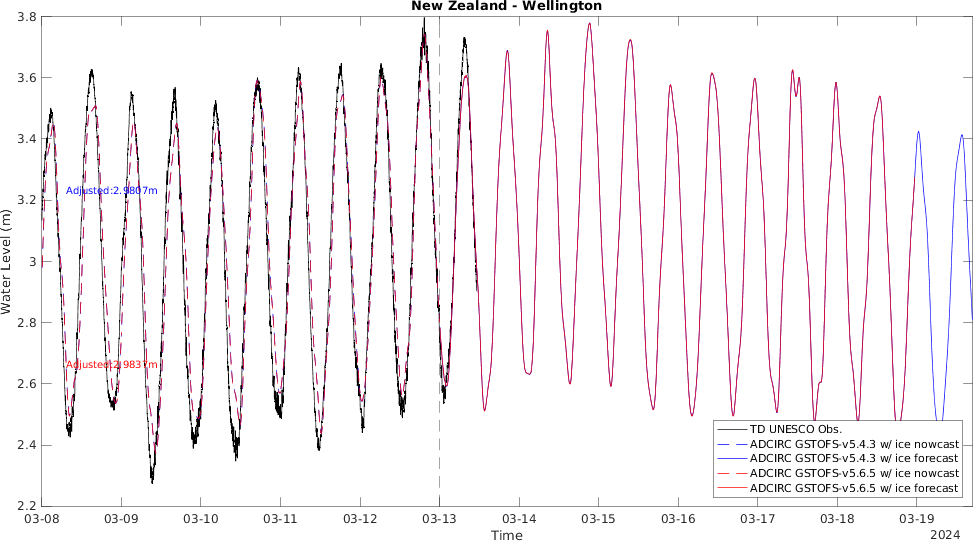 New Zealand - Wellington
3.8
3.6
3.4
3.2
3
2.8
2.6
2.4
2.2
Water Level (m)
Adjusted:2.9807m
Adjusted:2.9837m
TD UNESCO Obs.
ADCIRC GSTOFS-v5.4.3 w/ ice nowcast
ADCIRC GSTOFS-v5.4.3 w/ ice forecast
ADCIRC GSTOFS-v5.6.5 w/ ice nowcast
ADCIRC GSTOFS-v5.6.5 w/ ice forecast
03-08 03-09 03-10 03-11 03-12 03-13 03-14 03-15 03-16 03-17 03-18 03-19
Time
2024